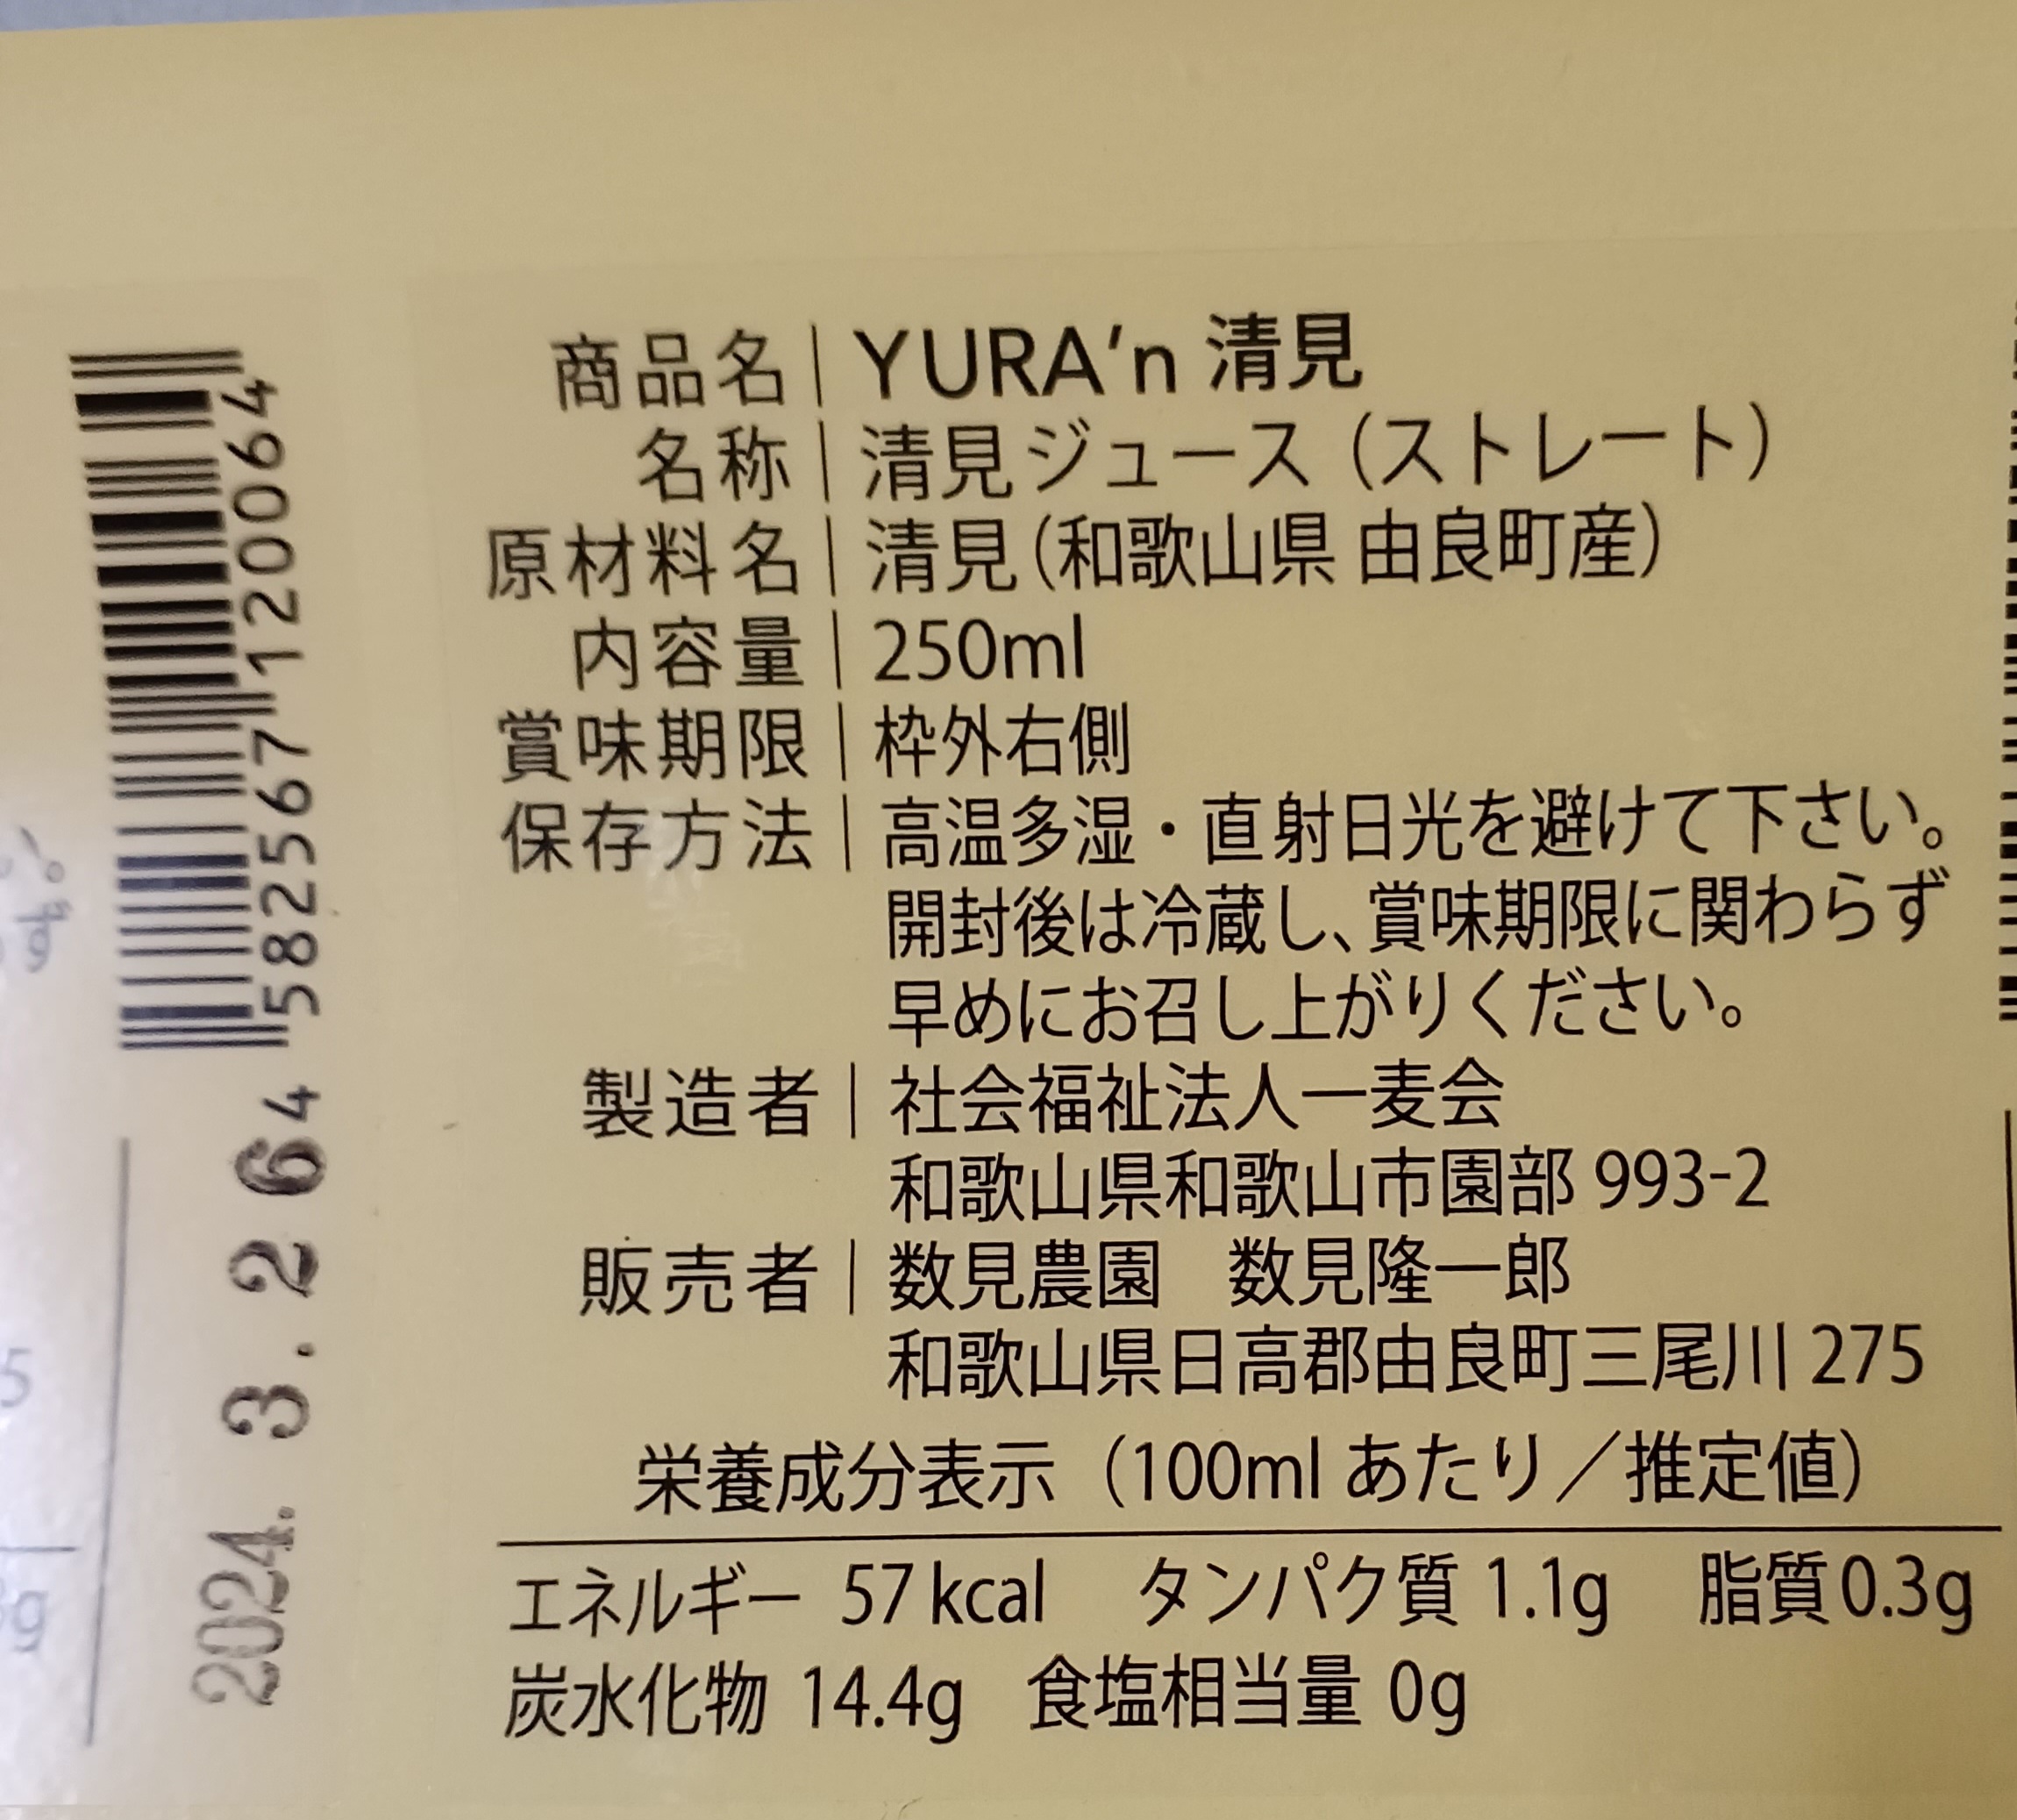 商品名|YURA'n 清見
名称|清見ジュース（ストレート）
原材料名|清見（和歌山県 由良町産）
内容量|250ml
賞味期限|枠外右側
保存方法|高温多湿・直射日光を避けて下さい。
開封後は冷蔵し、賞味期限に関わらず
早めにお召し上がりください。
製造者|社会福祉法人一麦会
和歌山県和歌山市園部 993-2
販売者|数見農園　数見隆一郎
和歌山県日高郡由良町三尾川 275
栄養成分表示（100ml あたり／推定値）
エネルギー 57 kcal　タンパク質 1.1g　脂質 0.3g
炭水化物 14.4g　食塩相当量 0g
4 582567 120064
2024. 3. 26
い。
らず
5
3g